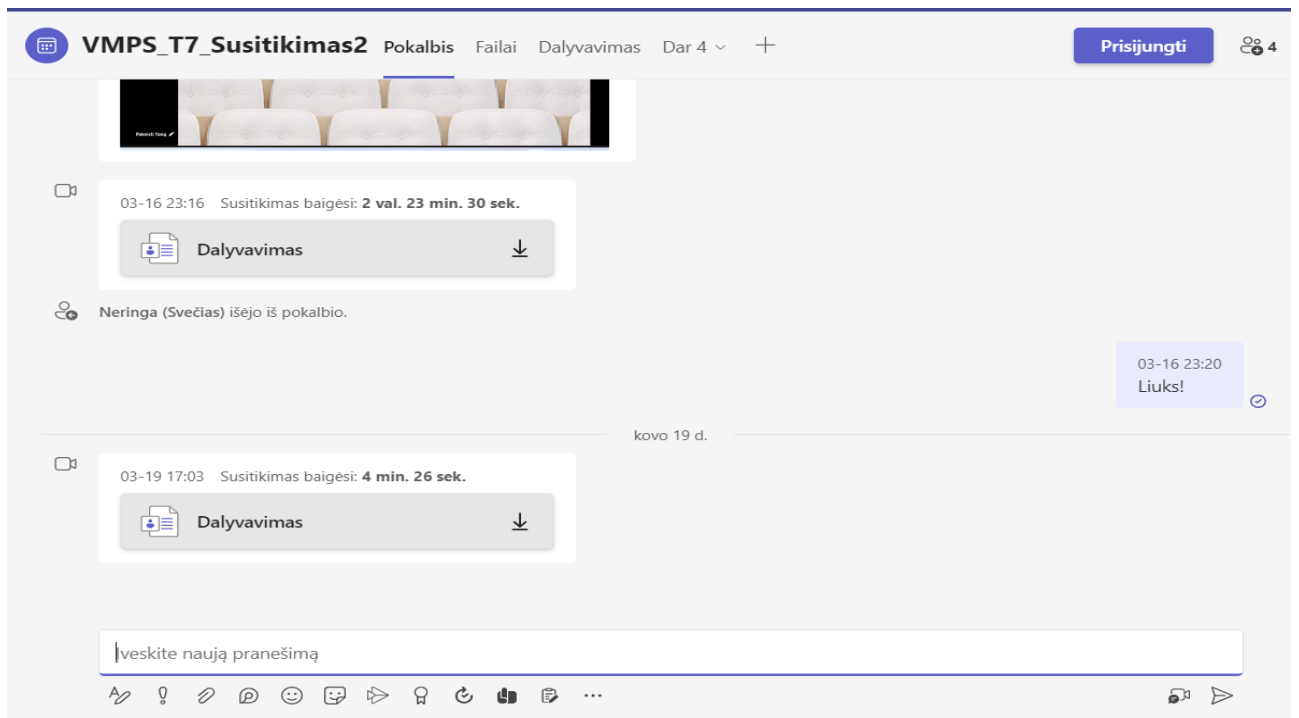 VMPS_T7_Susitikimas2 Pokalbis Failai Dalyvavimas Dar 4 Prisijungti 4
Pakeisti foną
03-16 23:16 Susitikimas baigėsi: 2 val. 23 min. 30 sek.
Dalyvavimas
Neringa (Svečias) išėjo iš pokalbio.
03-16 23:20
Liuks!
kovo 19 d.
03-19 17:03 Susitikimas baigėsi: 4 min. 26 sek.
Dalyvavimas
Įveskite naują pranešimą